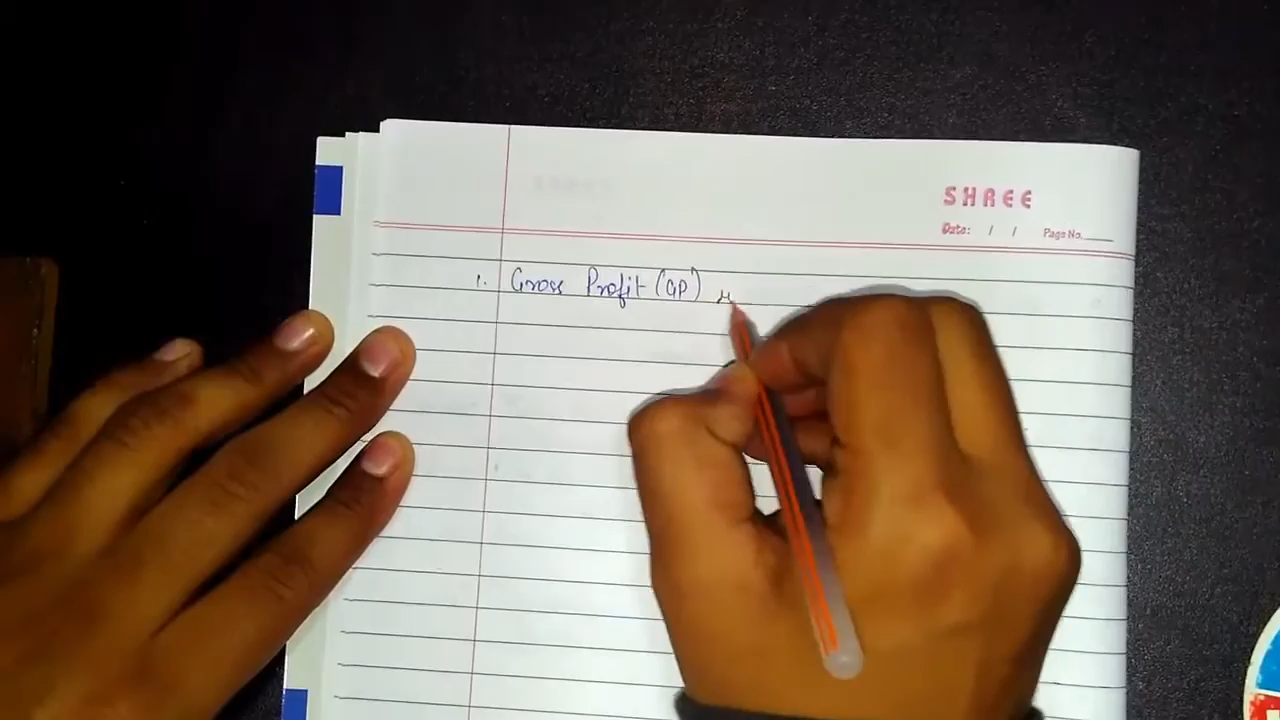 SHREE
Date: / / Page No.
1. Gross Profit (GP)